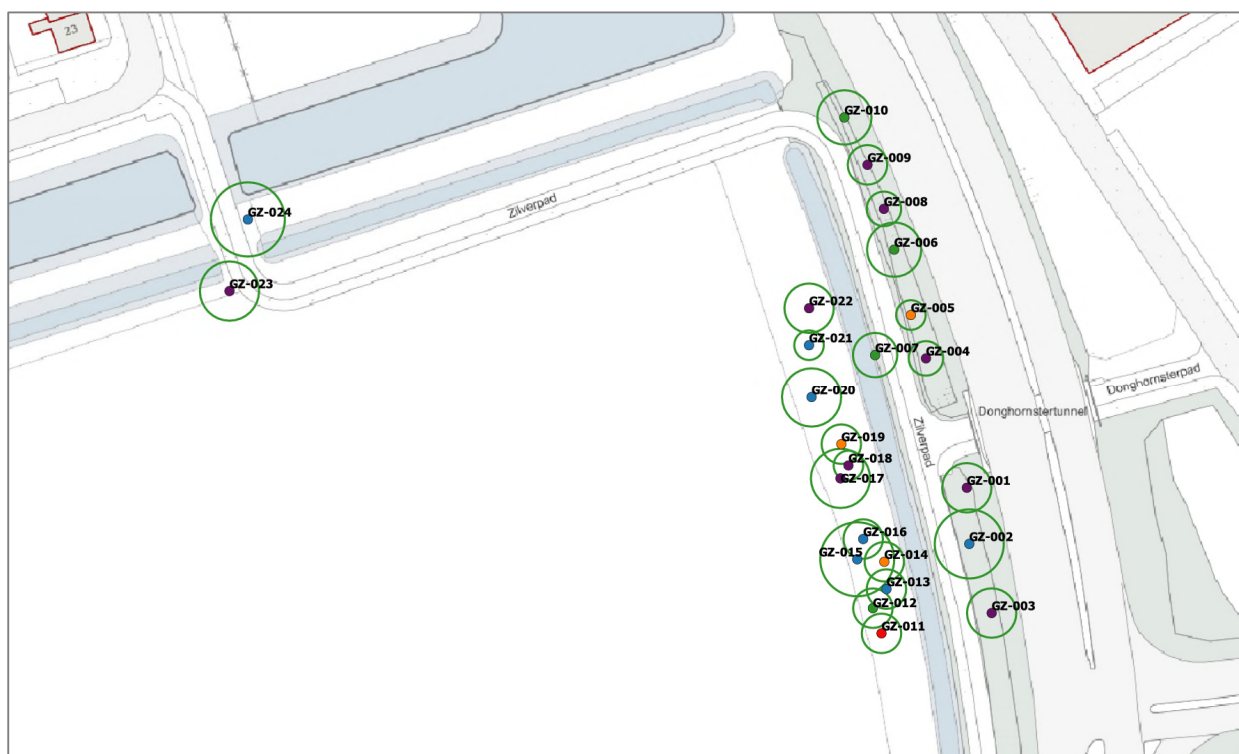 23
GZ-010
GZ-009
GZ-024
Zilverpad
GZ-008
GZ-006
GZ-023
GZ-022
GZ-005
GZ-021
GZ-007
GZ-004
Donghornsterpad
GZ-020
Donghornstertunnel
GZ-019
Zilverpad
GZ-018
GZ-017
GZ-001
GZ-016
GZ-002
GZ-015
GZ-014
GZ-013
GZ-012
GZ-003
GZ-011